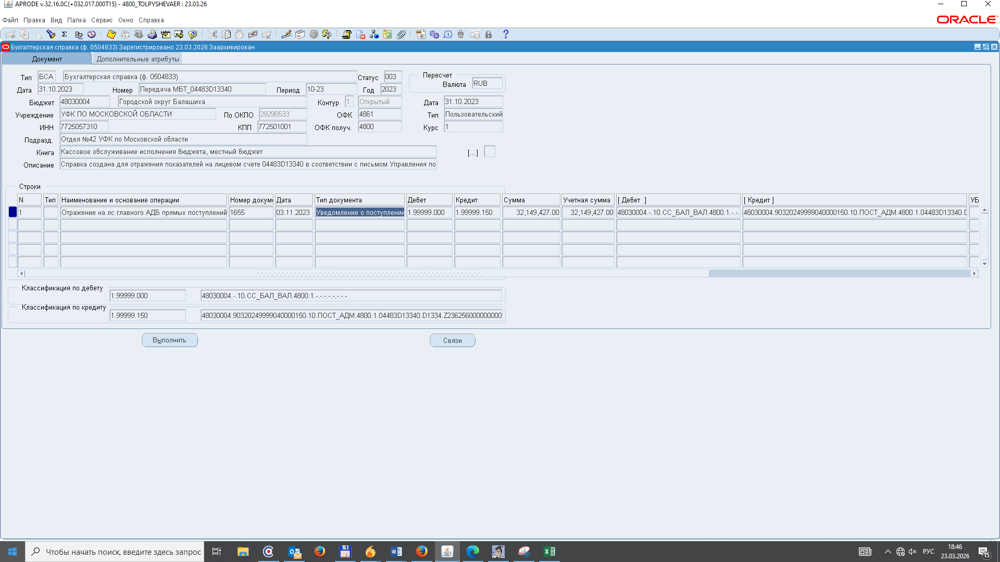 APRODE v.32.16.0C(+032.017.000T15) - 4800_TOLPYSHEVAER : 23.03.26
Файл Правка Вид Папка Сервис Окно Справка
ORACLE
Бухгалтерская справка (ф. 0504833) Зарегистрировано 23.03.2026 Заархивирован
Документ Дополнительные атрибуты
Тип БСА Бухгалтерская справка (ф. 0504833) Статус 003
Пересчет
Валюта RUB
Дата 31.10.2023 Номер Передача МБТ_04483D13340 Период 10-23 Год 2023
Бюджет 48030004 Городской округ Балашиха Контур 1 Открытый Дата 31.10.2023
Учреждение УФК ПО МОСКОВСКОЙ ОБЛАСТИ По ОКПО 29290533 ОФК 4861 Тип Пользовательский
ИНН 7725057310 КПП 772501001 ОФК получ. 4800 Курс 1
Подразд. Отдел №42 УФК по Московской области
Книга Кассовое обслуживание исполнения бюджета, местный бюджет [...]
Описание Справка создана для отражения показателей на лицевом счете 04483D13340 в соответствии с письмом Управления по
Строки
N Тип Наименование и основание операции Номер докум Дата Тип документа Дебет Кредит Сумма Учетная сумма [ Дебет ] [ Кредит ] УБ
1 Отражение на лс главного АДБ прямых поступлений 1655 03.11.2023 Уведомление о поступлении 1.99999.000 1.99999.150 32,149,427.00 32,149,427.00 48030004.-.10.СС_БАЛ_ВАЛ.4800.1.-.-. 48030004.90320249999040000150.10.ПОСТ_АДМ.4800.1.04483D13340.D
Классификация по дебету
1.99999.000 48030004.-.10.СС_БАЛ_ВАЛ.4800.1.-.-.-.-.-.-.-.-
Классификация по кредиту
1.99999.150 48030004.90320249999040000150.10.ПОСТ_АДМ.4800.1.04483D13340.D1334.Z236256000000000
Выполнить Связи
Чтобы начать поиск, введите здесь запрос
РУС
18:46
23.03.2026
15